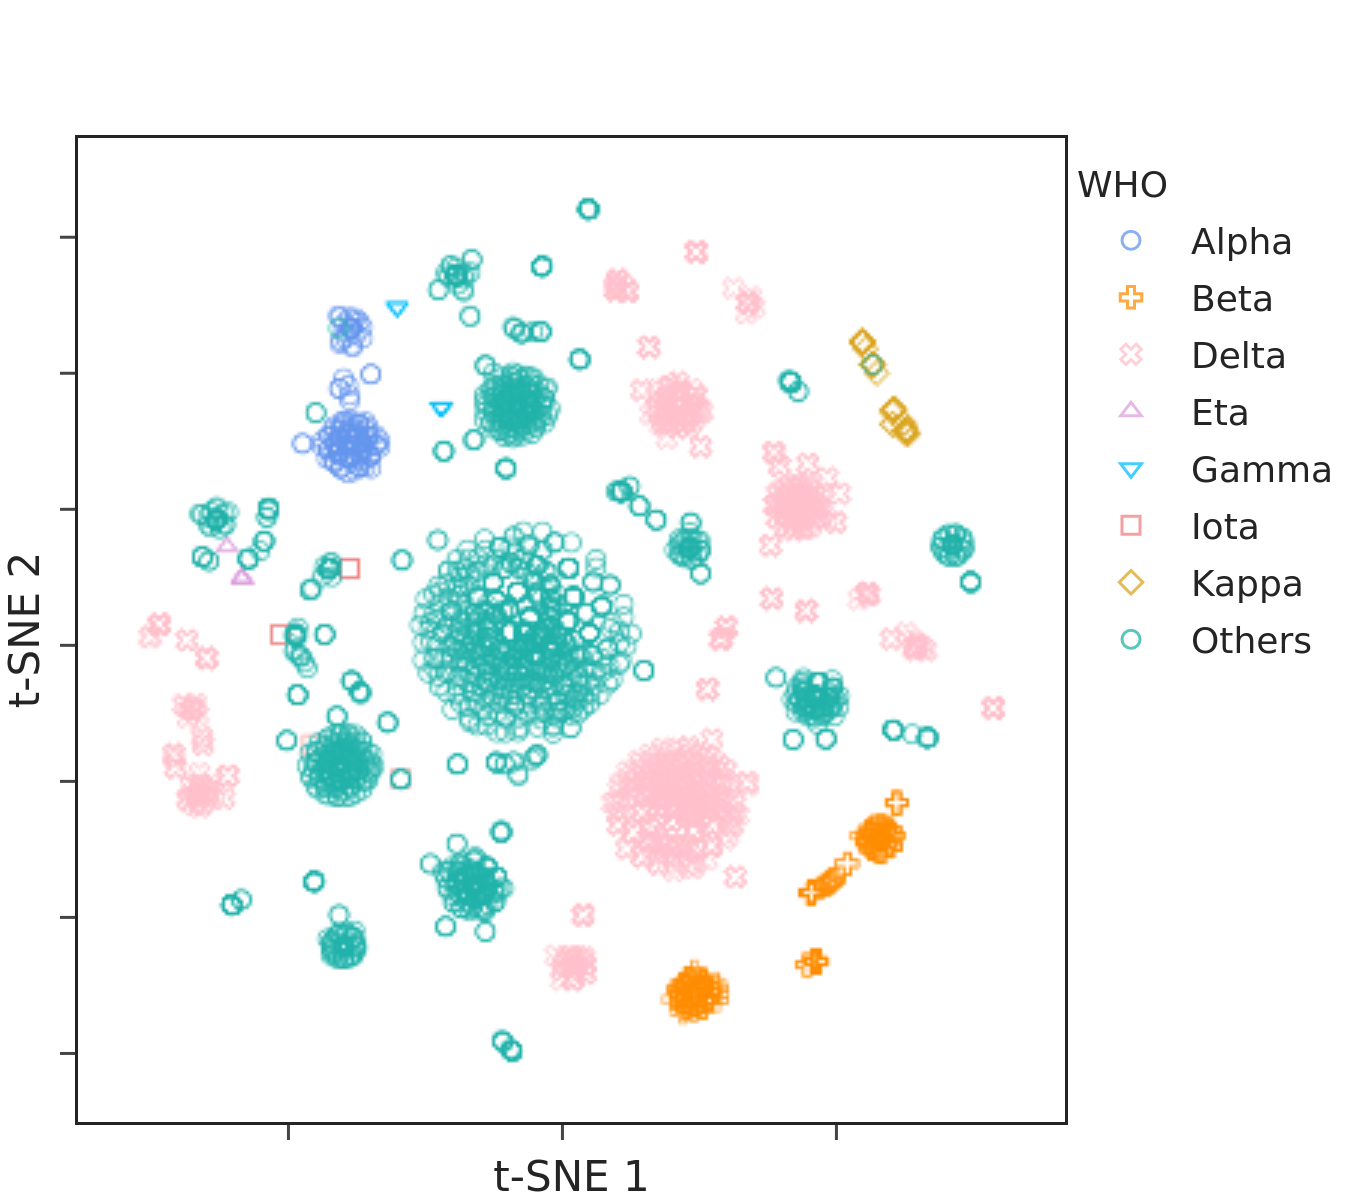 WHO
Alpha
Beta
Delta
Eta
Gamma
Iota
Kappa
Others
t-SNE 2
t-SNE 1